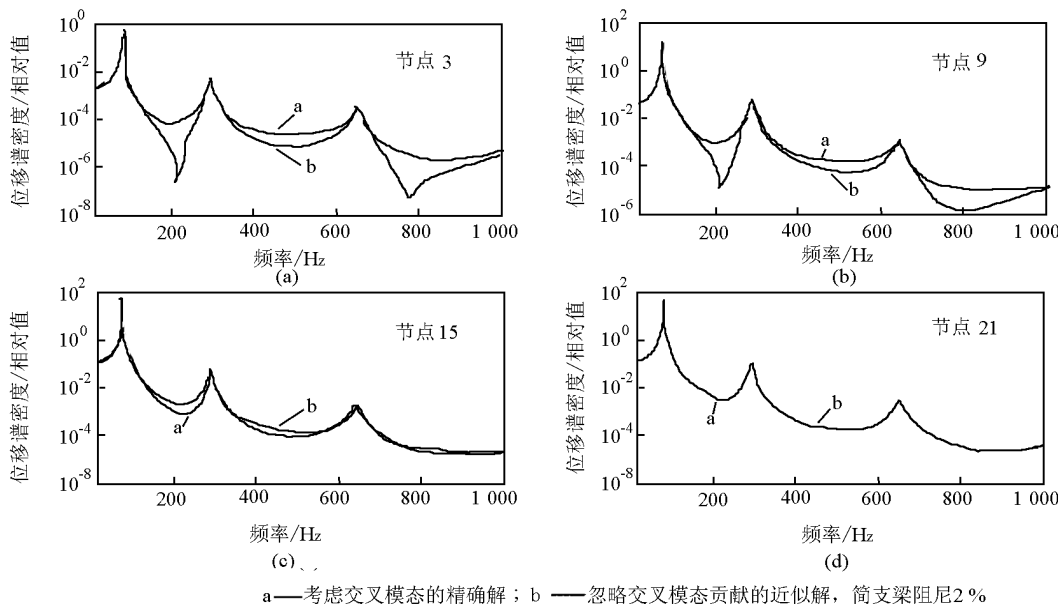 位移谱密度/相对值
10^0
10^-2
10^-4
10^-6
10^-8
节点 3
a
b
200 400 600 800 1 000
频率/Hz
(a)
位移谱密度/相对值
10^2
10^0
10^-2
10^-4
10^-6
节点 9
a
b
200 400 600 800 1 000
频率/Hz
(b)
位移谱密度/相对值
10^2
10^0
10^-2
10^-4
10^-6
节点 15
a
b
200 400 600 800 1 000
频率/Hz
(c)
位移谱密度/相对值
10^2
10^0
10^-2
10^-4
10^-8
节点 21
a
b
200 400 600 800 1 000
频率/Hz
(d)
a—考虑交叉模态的精确解；b —忽略交叉模态贡献的近似解，简支梁阻尼2 %